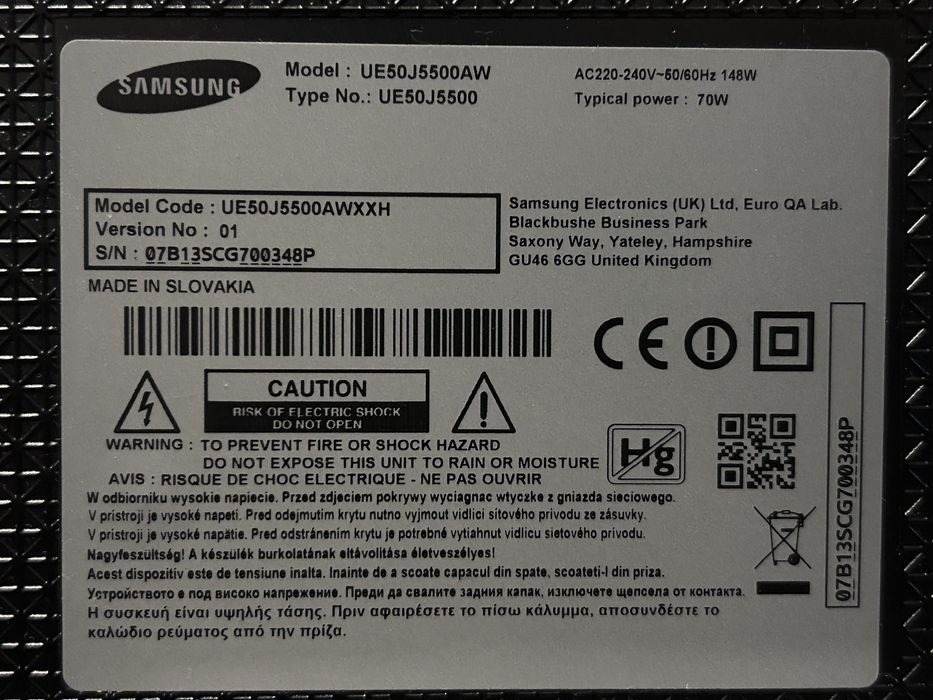 SAMSUNG
Model : UE50J5500AW
Type No.: UE50J5500
AC220-240V~50/60Hz 148W
Typical power : 70W
Model Code : UE50J5500AWXXH
Version No : 01
S/N : 07B13SCG700348P
Samsung Electronics (UK) Ltd, Euro QA Lab.
Blackbushe Business Park
Saxony Way, Yateley, Hampshire
GU46 6GG United Kingdom
MADE IN SLOVAKIA
CE
CAUTION
RISK OF ELECTRIC SHOCK
DO NOT OPEN
WARNING : TO PREVENT FIRE OR SHOCK HAZARD
DO NOT EXPOSE THIS UNIT TO RAIN OR MOISTURE
AVIS : RISQUE DE CHOC ELECTRIQUE - NE PAS OUVRIR
Hg
W odbiorniku wysokie napiecie. Przed zdjeciem pokrywy wyciagnac wtyczke z gniazda sieciowego.
V pristroji je vysoké napeti. Pred odejmutim krytu nutno vyjmout vidlici sítového privodu ze zásuvky.
V pristroji je vysoké napätie. Pred odstránením krytu je potrebné vytiahnut vidlicu sietového privodu.
Nagyfeszültség! A készülék burkolatának eltávolitása életveszélyes!
Acest dispozitiv este de tensiune inalta. Inainte de a scoate capacul din spate, scoateti-l din priza.
Устройството е под високо напрежение. Преди да свалите задния капак, изключете щепсела от контакта.
Η συσκευή είναι υψηλής τάσης. Πριν αφαιρέσετε το πίσω κάλυμμα, αποσυνδέστε το
καλώδιο ρεύματος από την πρίζα.
07B13SCG700348P